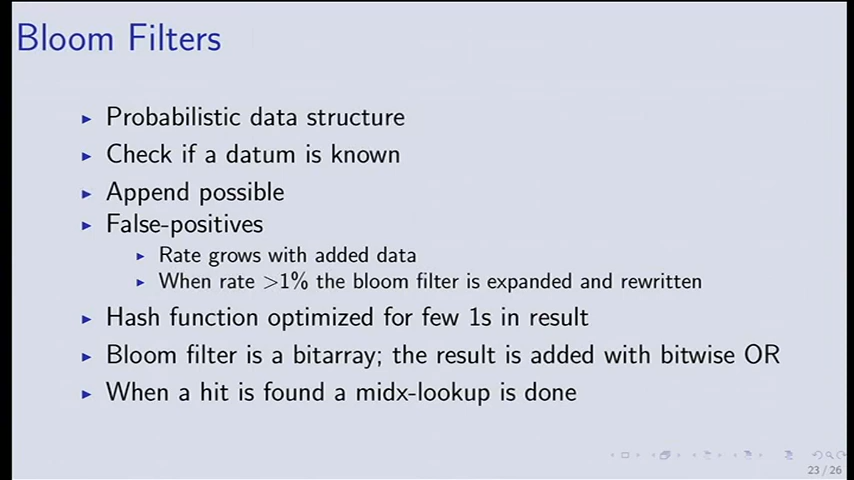 Bloom Filters
Probabilistic data structure
Check if a datum is known
Append possible
False-positives
Rate grows with added data
When rate >1% the bloom filter is expanded and rewritten
Hash function optimized for few 1s in result
Bloom filter is a bitarray; the result is added with bitwise OR
When a hit is found a midx-lookup is done
23 / 26